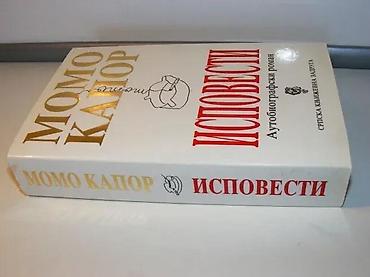 МОМО
КАПОР
ИСПОВЕСТИ
Аутобиографски роман
СРПСКА КЊИЖЕВНА ЗАДРУГА
МОМО КАПОР
ИСПОВЕСТИ